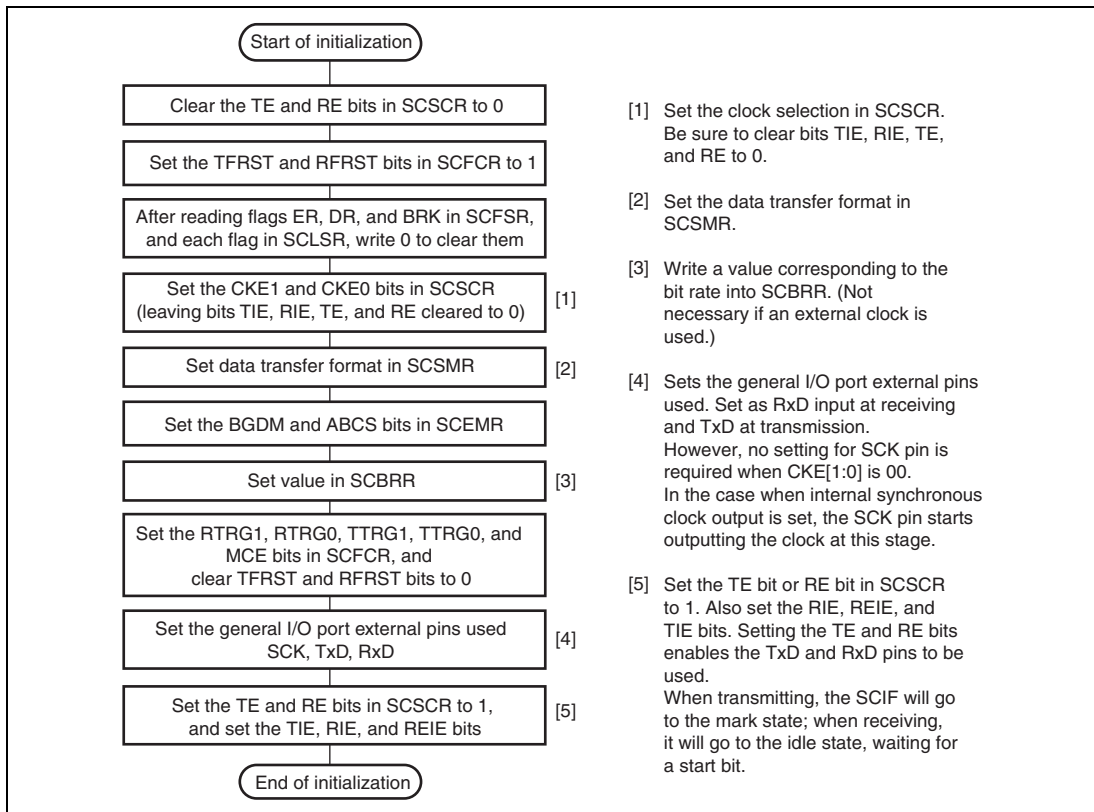 Start of initialization
Clear the TE and RE bits in SCSCR to 0
Set the TFRST and RFRST bits in SCFCR to 1
After reading flags ER, DR, and BRK in SCFSR,
and each flag in SCLSR, write 0 to clear them
Set the CKE1 and CKE0 bits in SCSCR
(leaving bits TIE, RIE, TE, and RE cleared to 0)
[1]
Set data transfer format in SCSMR
[2]
Set the BGDM and ABCS bits in SCEMR
Set value in SCBRR
[3]
Set the RTRG1, RTRG0, TTRG1, TTRG0, and
MCE bits in SCFCR, and
clear TFRST and RFRST bits to 0
Set the general I/O port external pins used
SCK, TxD, RxD
[4]
Set the TE and RE bits in SCSCR to 1,
and set the TIE, RIE, and REIE bits
[5]
End of initialization
[1] Set the clock selection in SCSCR.
Be sure to clear bits TIE, RIE, TE,
and RE to 0.
[2] Set the data transfer format in
SCSMR.
[3] Write a value corresponding to the
bit rate into SCBRR. (Not
necessary if an external clock is
used.)
[4] Sets the general I/O port external pins
used. Set as RxD input at receiving
and TxD at transmission.
However, no setting for SCK pin is
required when CKE[1:0] is 00.
In the case when internal synchronous
clock output is set, the SCK pin starts
outputting the clock at this stage.
[5] Set the TE bit or RE bit in SCSCR
to 1. Also set the RIE, REIE, and
TIE bits. Setting the TE and RE bits
enables the TxD and RxD pins to be
used.
When transmitting, the SCIF will go
to the mark state; when receiving,
it will go to the idle state, waiting for
a start bit.